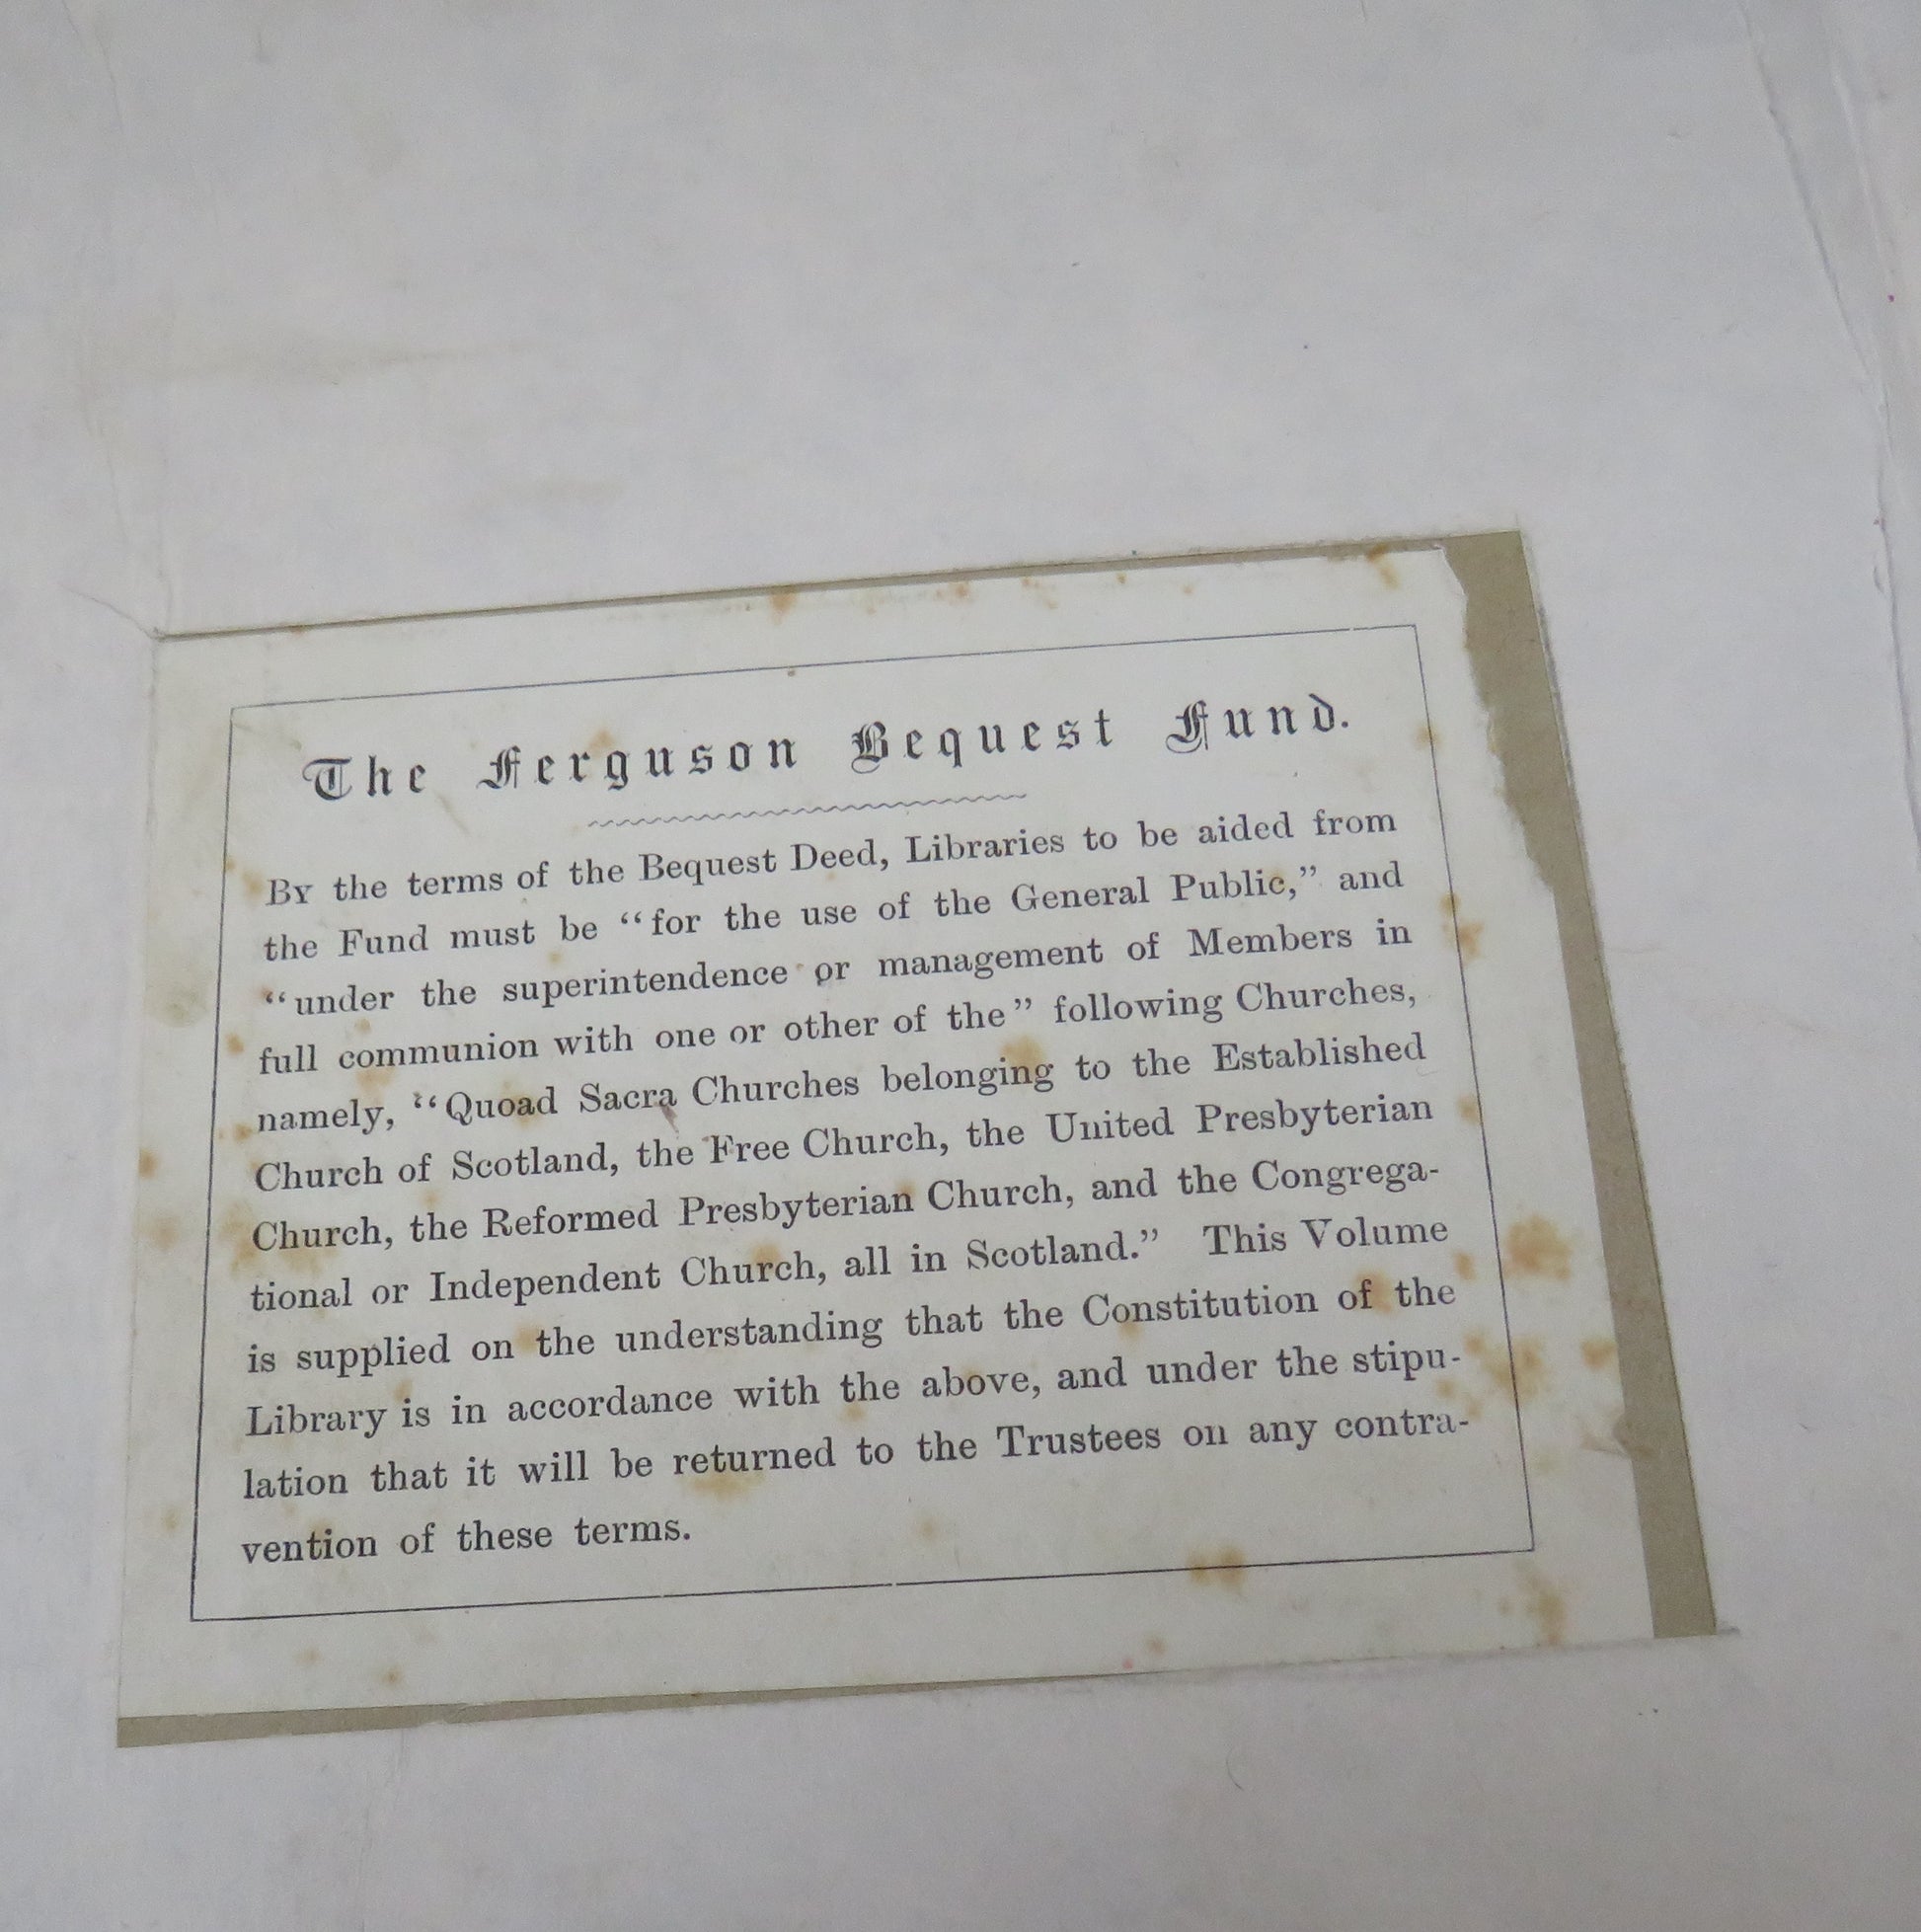 The Ferguson Bequest Fund.
By the terms of the Bequest Deed, Libraries to be aided from
the Fund must be “for the use of the General Public,” and
“under the superintendence or management of Members in
full communion with one or other of the” following Churches,
namely, “Quoad Sacra Churches belonging to the Established
Church of Scotland, the Free Church, the United Presbyterian
Church, the Reformed Presbyterian Church, and the Congrega-
tional or Independent Church, all in Scotland.” This Volume
is supplied on the understanding that the Constitution of the
Library is in accordance with the above, and under the stipu-
lation that it will be returned to the Trustees on any contra-
vention of these terms.